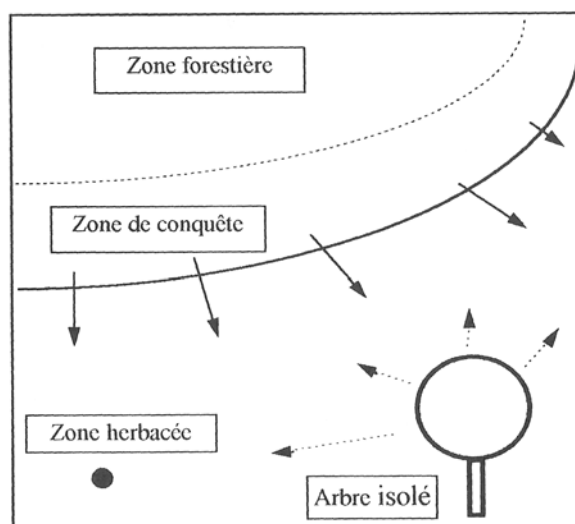 Zone forestière
Zone de conquête
Zone herbacée
Arbre isolé